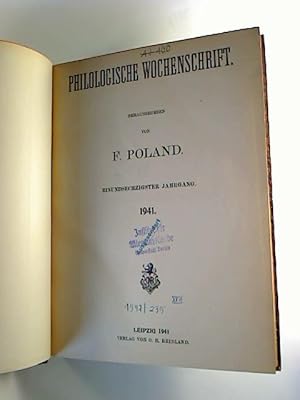 PHILOLOGISCHE WOCHENSCHRIFT.
HERAUSGEGEBEN
VON
F. POLAND.
EINUNDSECHZIGSTER JAHRGANG.
1941.
LEIPZIG 1941
VERLAG VON O. R. REISLAND.